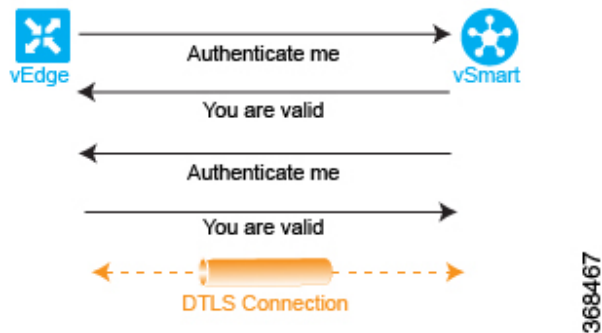 Authenticate me
vEdge
vSmart
You are valid
Authenticate me
You are valid
DTLS Connection
368467